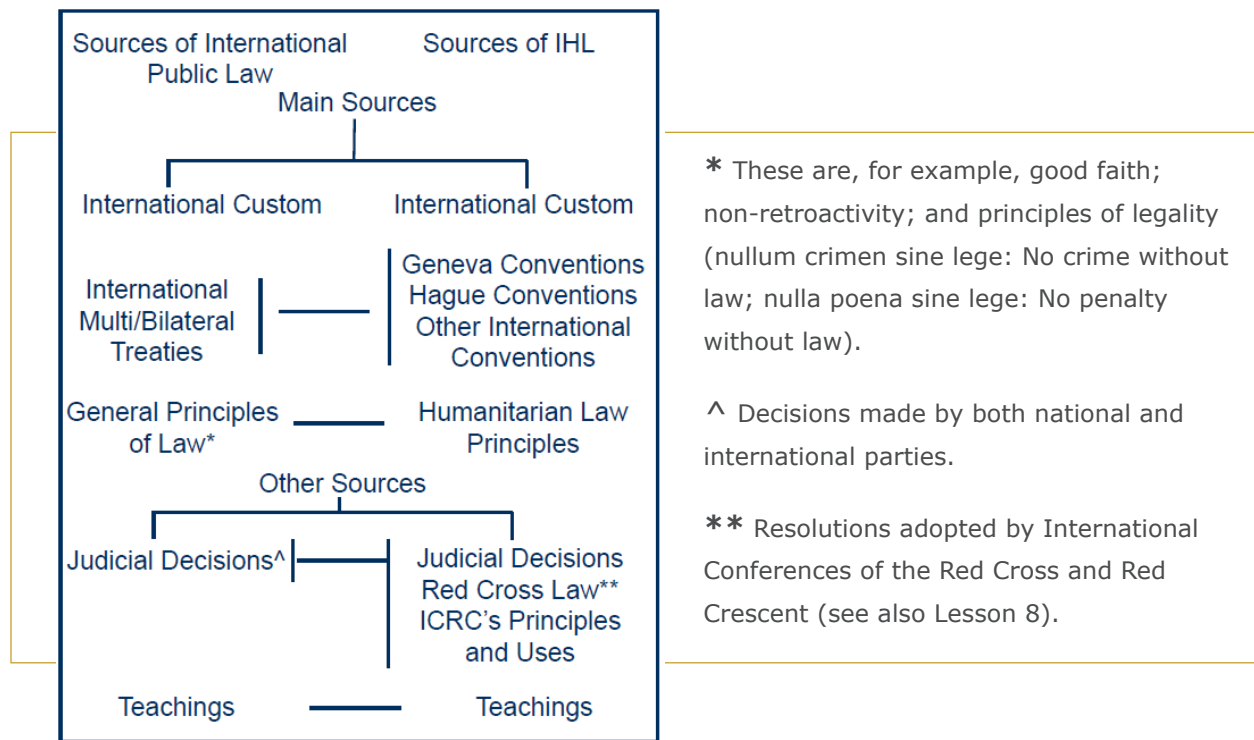 Sources of International
Public Law
Sources of IHL
Main Sources
International Custom
International Custom
International
Multi/Bilateral
Treaties
Geneva Conventions
Hague Conventions
Other International
Conventions
General Principles
of Law*
Humanitarian Law
Principles
Other Sources
Judicial Decisions^
Judicial Decisions
Red Cross Law**
ICRC’s Principles
and Uses
Teachings
Teachings
* These are, for example, good faith;
non-retroactivity; and principles of legality
(nullum crimen sine lege: No crime without
law; nulla poena sine lege: No penalty
without law).
^ Decisions made by both national and
international parties.
** Resolutions adopted by International
Conferences of the Red Cross and Red
Crescent (see also Lesson 8).